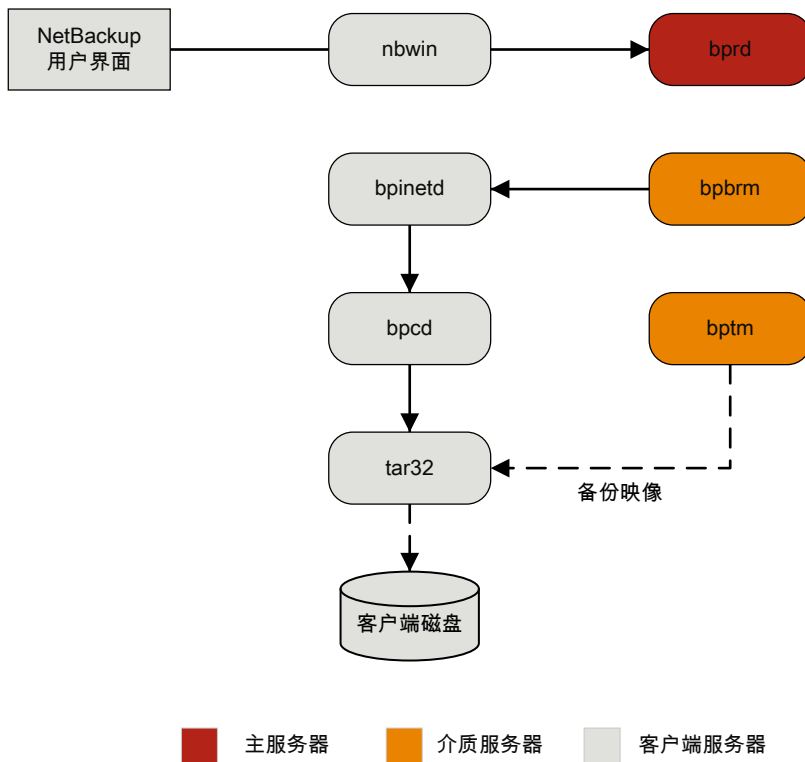 NetBackup
用户界面
nbwin
bprd
bpinetd
bpbrm
bpcd
bptm
tar32
备份映像
客户端磁盘
主服务器
介质服务器
客户端服务器